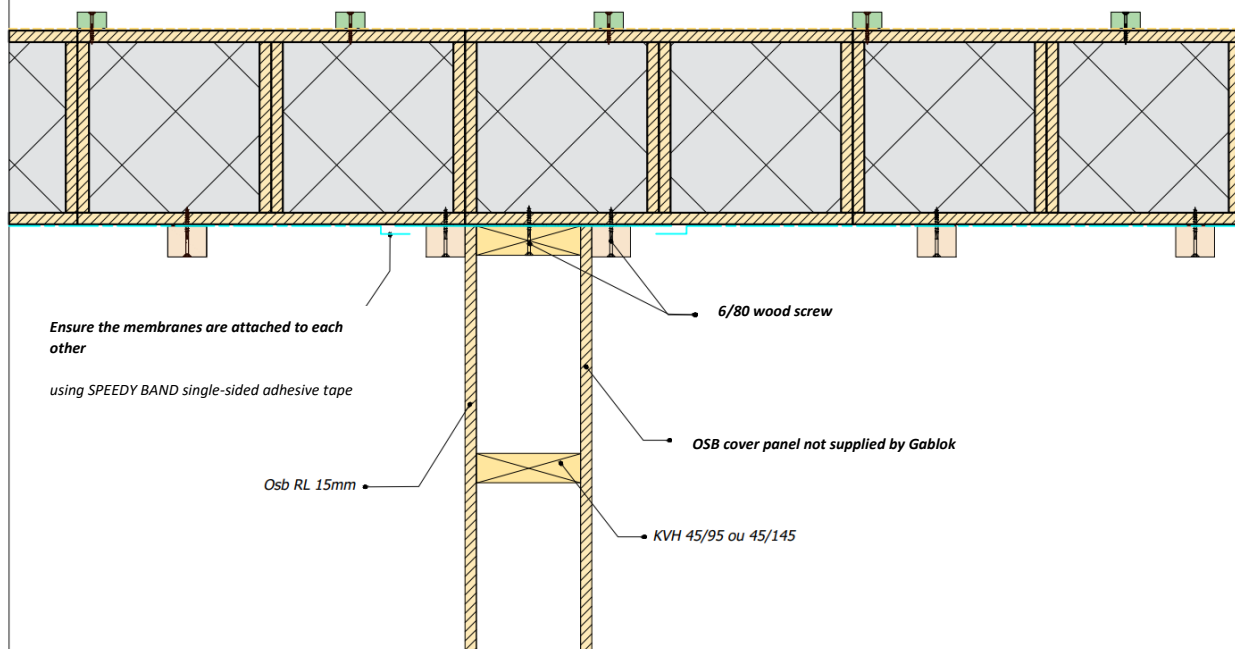 Ensure the membranes are attached to each
other
using SPEEDY BAND single-sided adhesive tape
6/80 wood screw
OSB cover panel not supplied by Gablok
Osb RL 15mm
KVH 45/95 ou 45/145